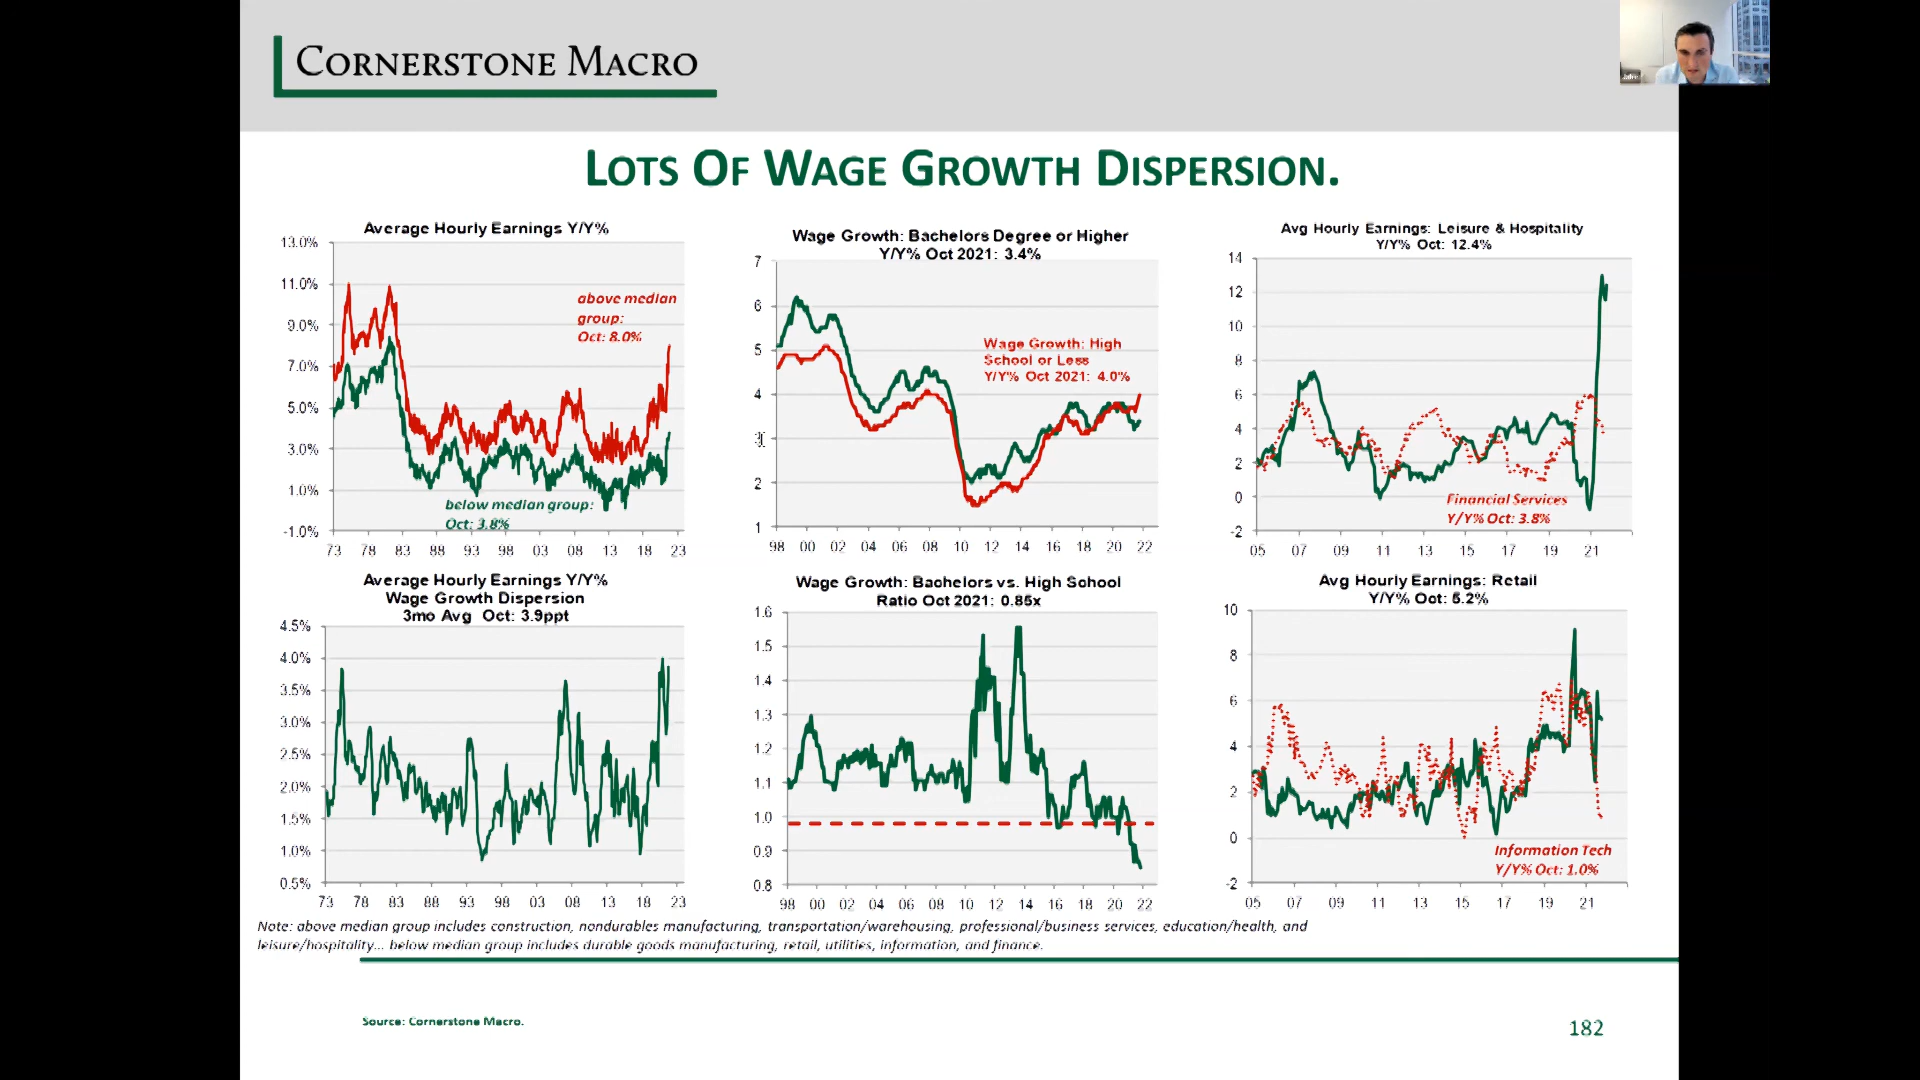 CORNERSTONE MACRO
LOTS OF WAGE GROWTH DISPERSION.
Average Hourly Earnings Y/Y%
13.0%
11.0%
9.0%
7.0%
5.0%
3.0%
1.0%
-1.0%
above median
group:
Oct: 8.0%
below median group:
Oct: 3.8%
73 78 83 88 93 98 03 08 13 18 23
Wage Growth: Bachelors Degree or Higher
Y/Y% Oct 2021: 3.4%
7
6
5
4
3
2
1
Wage Growth: High
School or Less
Y/Y% Oct 2021: 4.0%
98 00 02 04 06 08 10 12 14 16 18 20 22
Avg Hourly Earnings: Leisure & Hospitality
Y/Y% Oct: 12.4%
14
12
10
8
6
4
2
0
-2
Financial Services
Y/Y% Oct: 3.8%
05 07 09 11 13 15 17 19 21
Average Hourly Earnings Y/Y%
Wage Growth Dispersion
3mo Avg Oct: 3.9ppt
4.5%
4.0%
3.5%
3.0%
2.5%
2.0%
1.5%
1.0%
0.5%
73 78 83 88 93 98 03 08 13 18 23
Wage Growth: Bachelors vs. High School
Ratio Oct 2021: 0.85x
1.6
1.5
1.4
1.3
1.2
1.1
1.0
0.9
0.8
98 00 02 04 06 08 10 12 14 16 18 20 22
Avg Hourly Earnings: Retail
Y/Y% Oct: 5.2%
10
8
6
4
2
0
-2
Information Tech
Y/Y% Oct: 1.0%
05 07 09 11 13 15 17 19 21
Note: above median group includes construction, nondurables manufacturing, transportation/warehousing, professional/business services, education/health, and
leisure/hospitality... below median group includes durable goods manufacturing, retail, utilities, information, and finance.
Source: Cornerstone Macro.
182